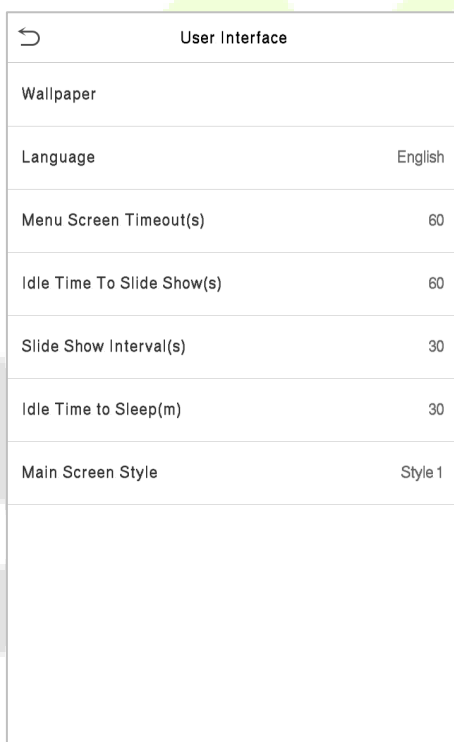 User Interface
Wallpaper
Language English
Menu Screen Timeout(s) 60
Idle Time To Slide Show(s) 60
Slide Show Interval(s) 30
Idle Time to Sleep(m) 30
Main Screen Style Style 1